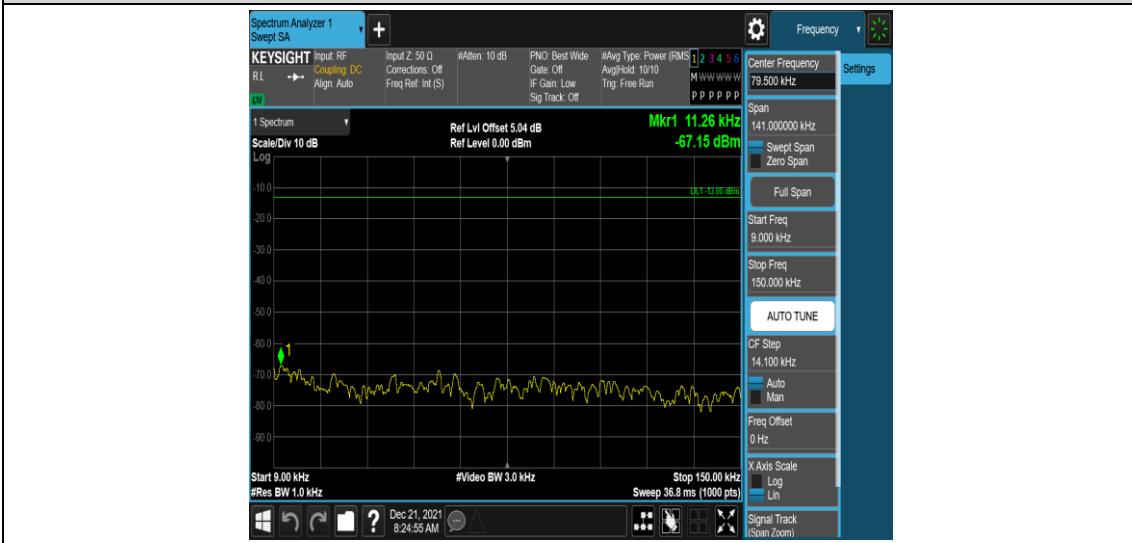 Spectrum Analyzer 1
Swept SA
+
Frequency
KEYSIGHT
R L
LXI
Input: RF
Coupling: DC
Align: Auto
Input Z: 50 Ω
Corrections: Off
Freq Ref: Int (S)
#Atten: 10 dB
PNO: Best Wide
Gate: Off
IF Gain: Low
Sig Track: Off
#Avg Type: Power (RMS
Avg|Hold: 10/10
Trig: Free Run
1 2 3 4 5 6
M W W W W W
P P P P P P
1 Spectrum
Scale/Div 10 dB
Log
Ref Lvl Offset 5.04 dB
Ref Level 0.00 dBm
Mkr1 11.26 kHz
-67.15 dBm
DL1 -13.00 dBm
-10.0
-20.0
-30.0
-40.0
-50.0
-60.0
-70.0
-80.0
-90.0
1
Start 9.00 kHz
#Res BW 1.0 kHz
#Video BW 3.0 kHz
Stop 150.00 kHz
Sweep 36.8 ms (1000 pts)
Center Frequency
79.500 kHz
Settings
Span
141.000000 kHz
Swept Span
Zero Span
Full Span
Start Freq
9.000 kHz
Stop Freq
150.000 kHz
AUTO TUNE
CF Step
14.100 kHz
Auto
Man
Freq Offset
0 Hz
X Axis Scale
Log
Lin
Signal Track
(Span Zoom)
?
Dec 21, 2021
8:24:55 AM